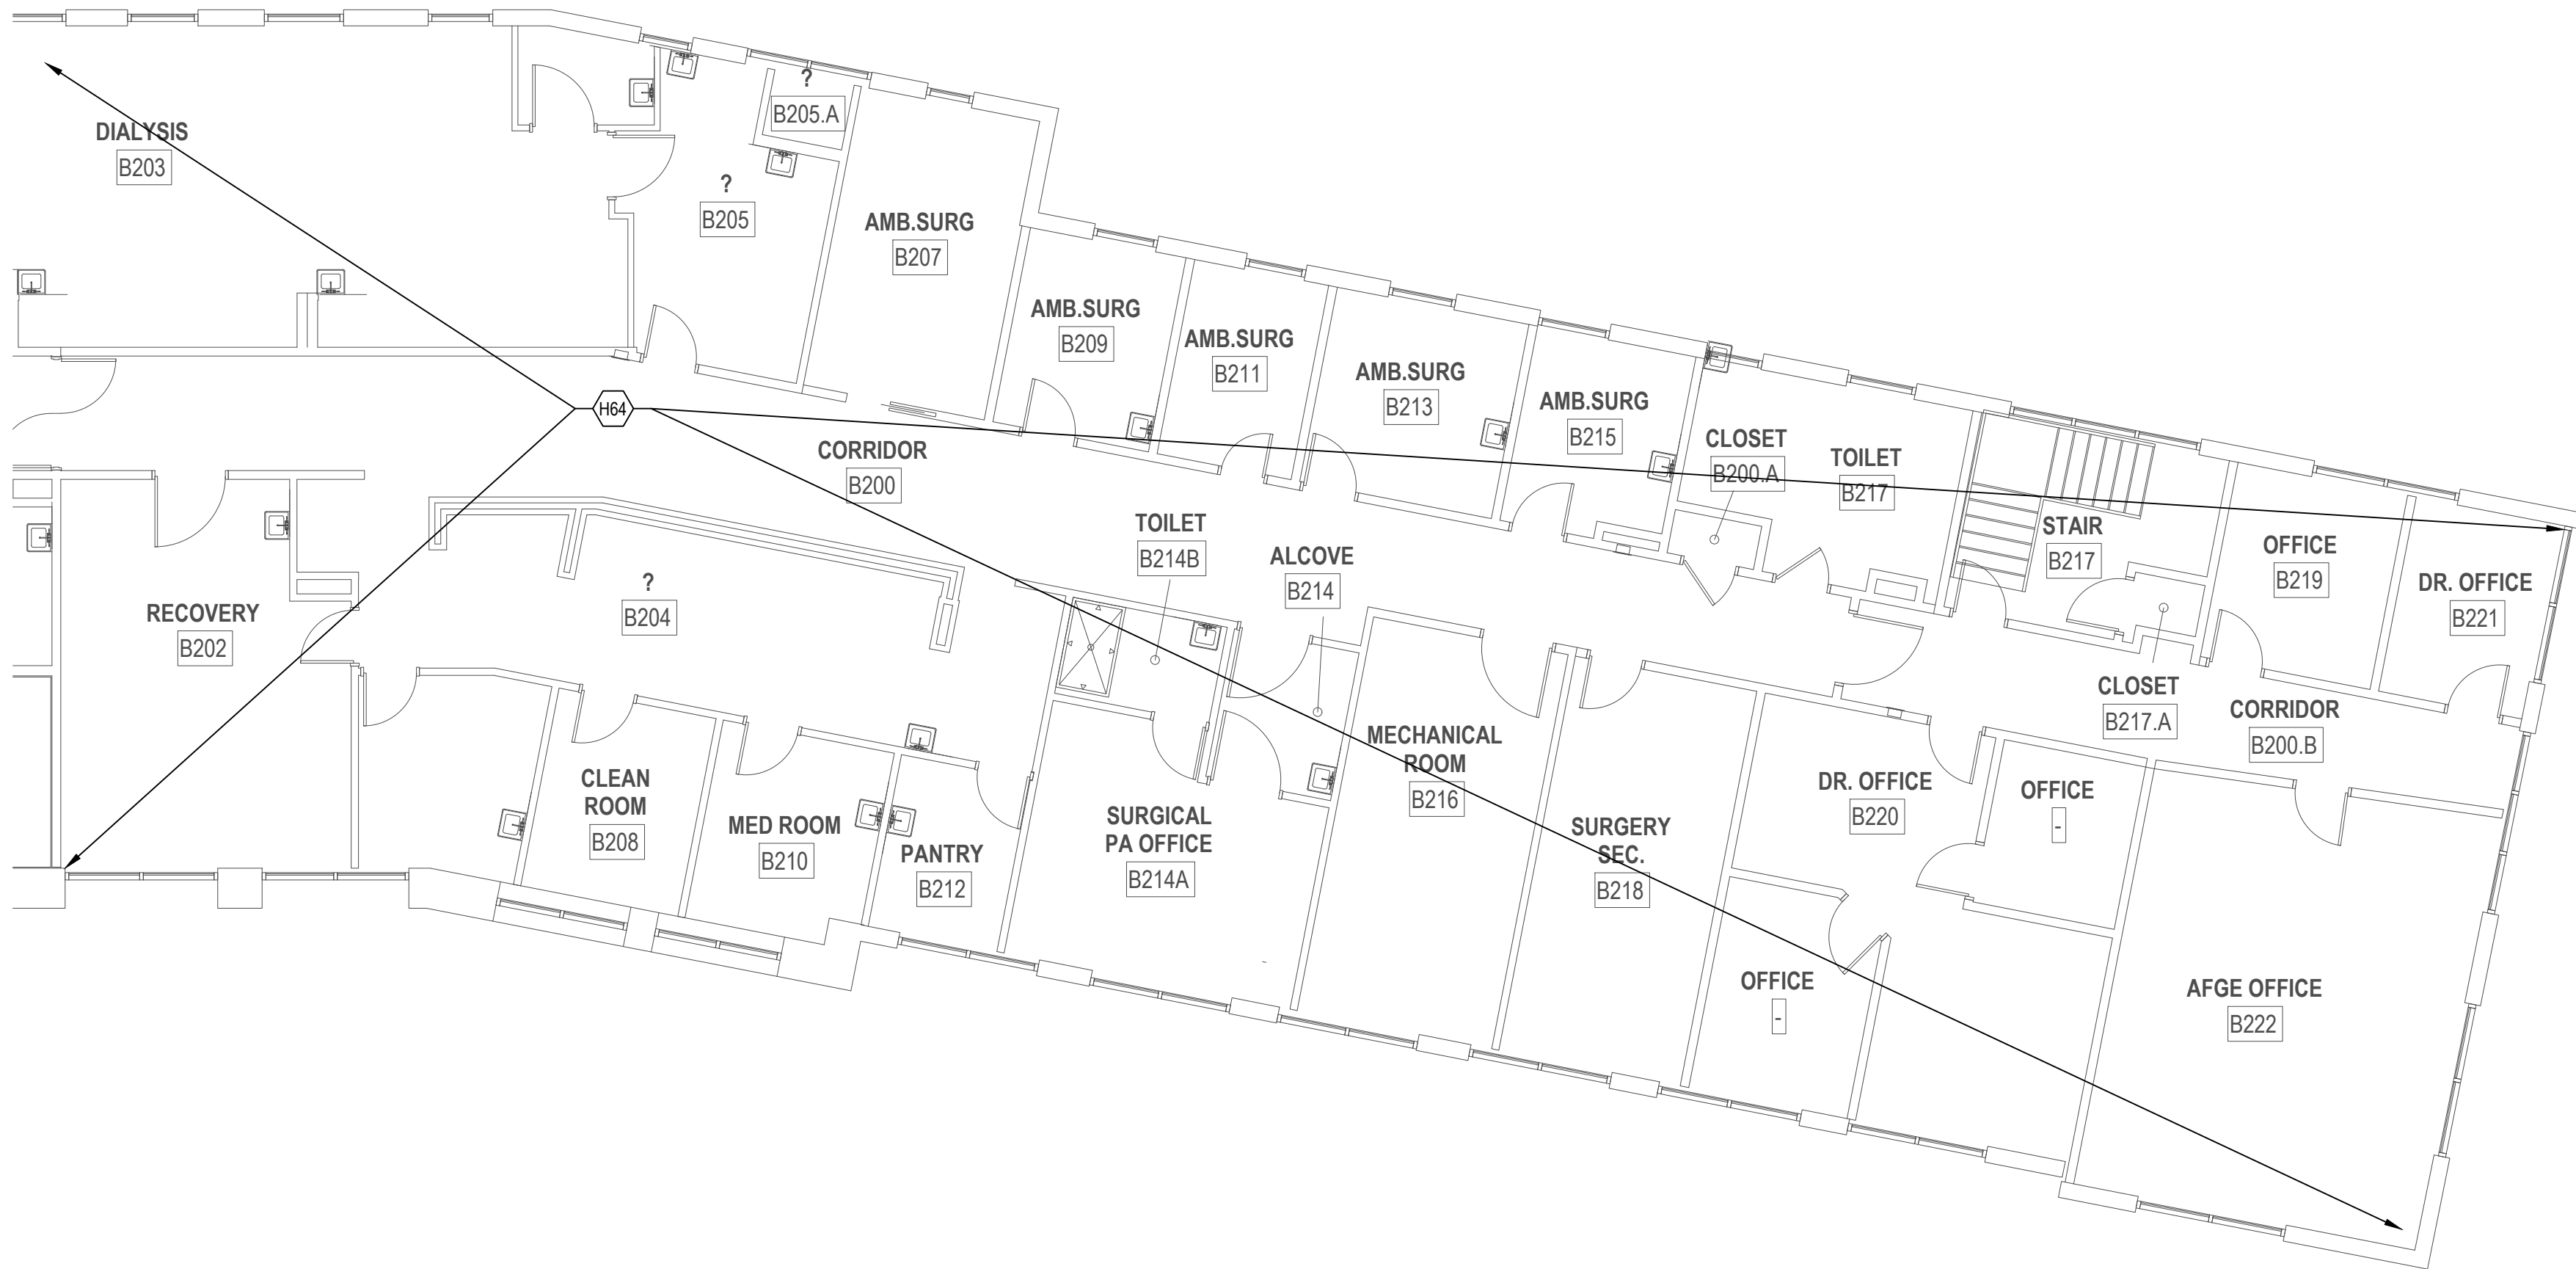 DIALYSIS
B203
?
B205.A
?
B205
AMB.SURG
B207
AMB.SURG
B209
AMB.SURG
B211
AMB.SURG
B213
AMB.SURG
B215
H64
CORRIDOR
B200
CLOSET
B200.A
TOILET
B217
STAIR
B217
OFFICE
B219
DR. OFFICE
B221
TOILET
B214B
ALCOVE
B214
RECOVERY
B202
?
B204
CLOSET
B217.A
CORRIDOR
B200.B
CLEAN
ROOM
B208
MED ROOM
B210
PANTRY
B212
SURGICAL
PA OFFICE
B214A
MECHANICAL
ROOM
B216
SURGERY
SEC.
B218
DR. OFFICE
B220
OFFICE
-
OFFICE
-
AFGE OFFICE
B222